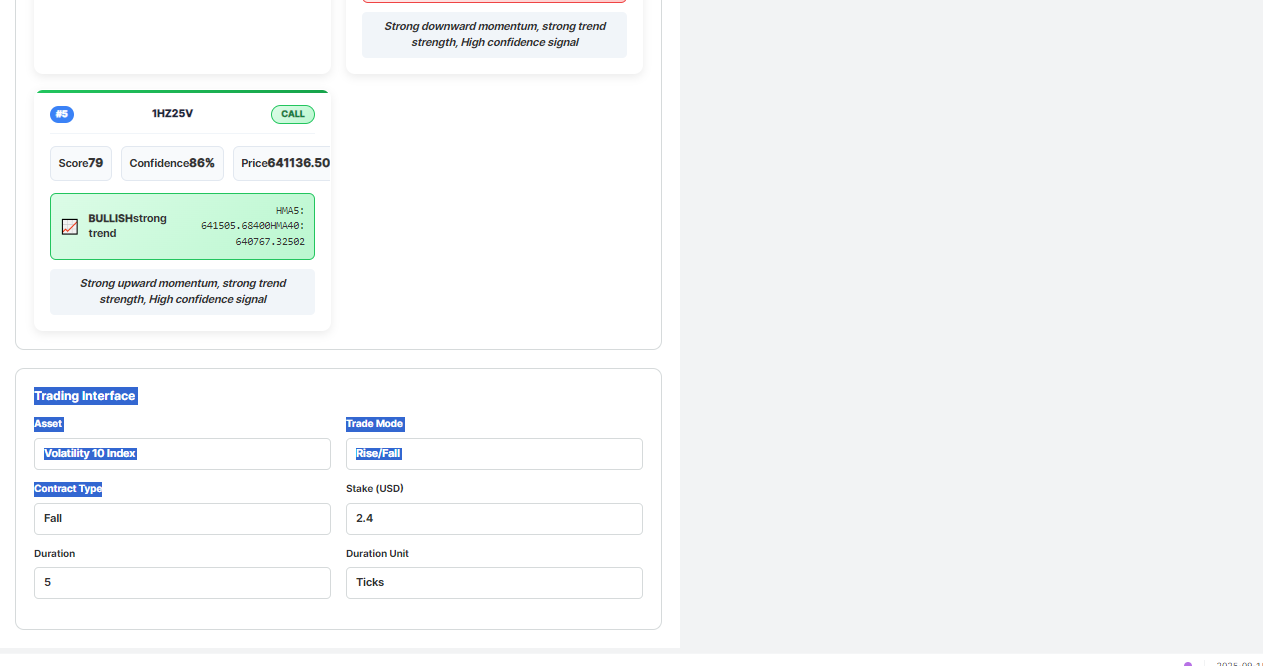 Strong downward momentum, strong trend
strength, High confidence signal
#5 1HZ25V CALL
Score79 Confidence86% Price641136.50
BULLISHstrong
trend
HMA5:
641505.68400HMA40:
640767.32502
Strong upward momentum, strong trend
strength, High confidence signal
Trading Interface
Asset Trade Mode
Volatility 10 Index Rise/Fall
Contract Type Stake (USD)
Fall 2.4
Duration Duration Unit
5 Ticks